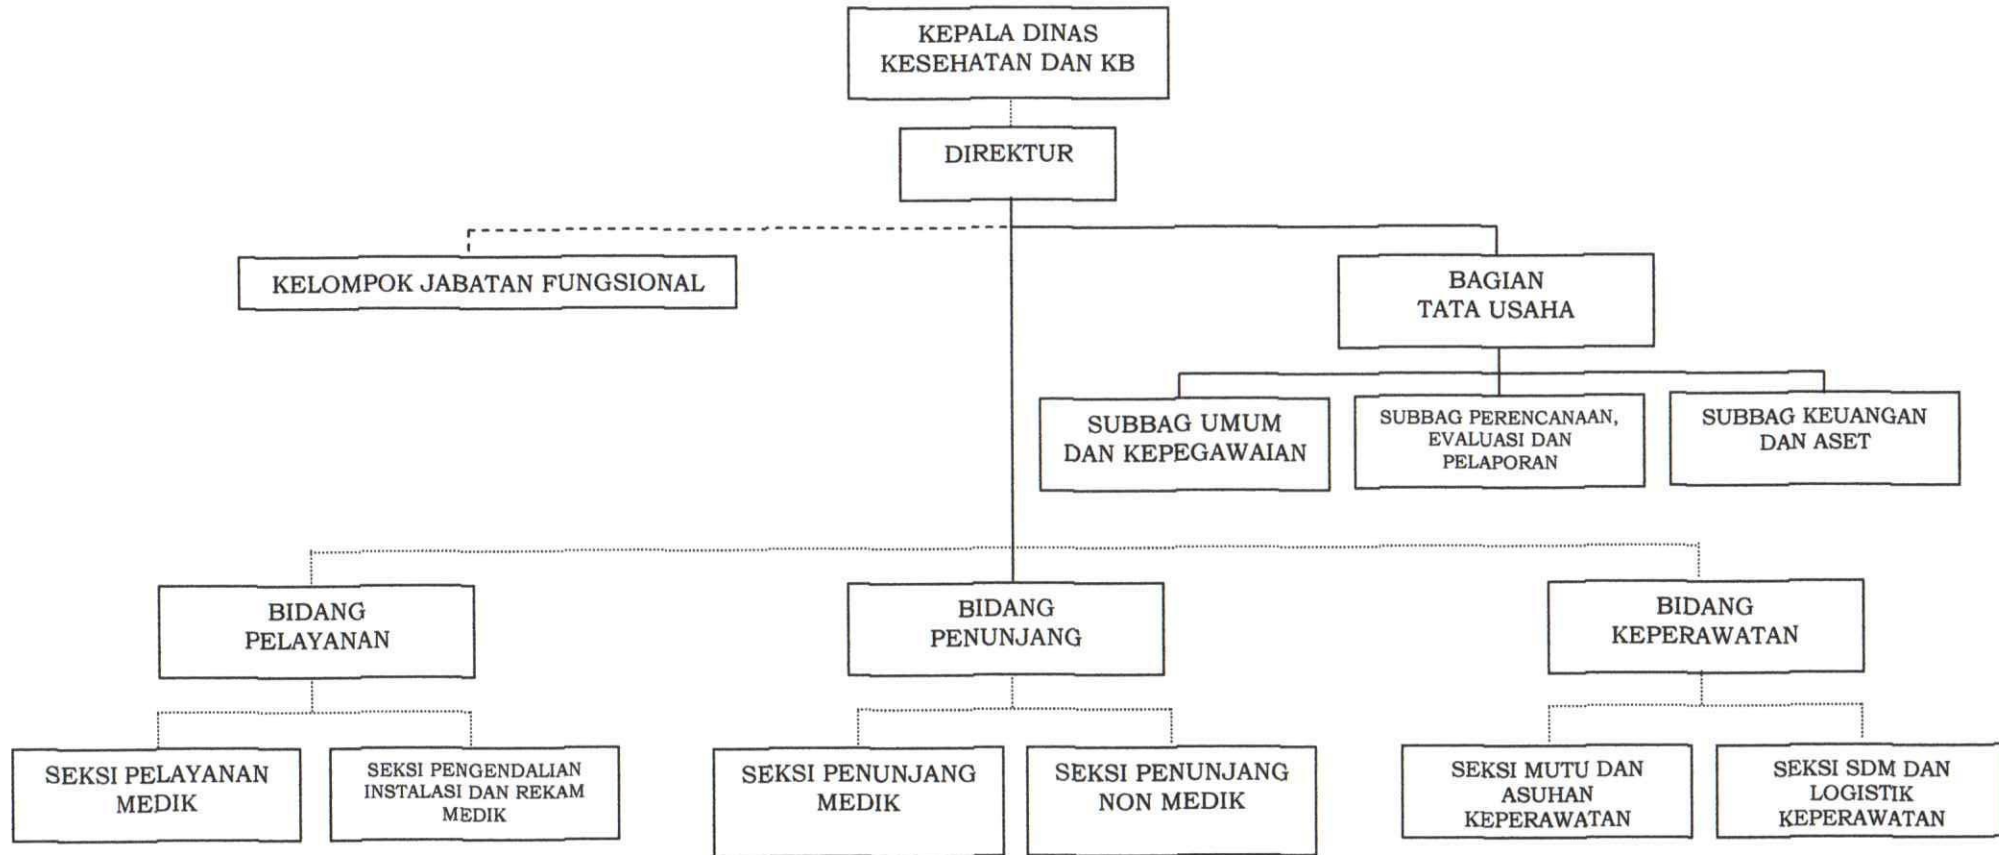 KEPALA DINAS
KESEHATAN DAN KB
DIREKTUR
KELOMPOK JABATAN FUNGSIONAL
BAGIAN
TATA USAHA
SUBBAG UMUM
DAN KEPEGAWAIAN
SUBBAG PERENCANAAN,
EVALUASI DAN
PELAPORAN
SUBBAG KEUANGAN
DAN ASET
BIDANG
PELAYANAN
BIDANG
PENUNJANG
BIDANG
KEPERAWATAN
SEKSI PELAYANAN
MEDIK
SEKSI PENGENDALIAN
INSTALASI DAN REKAM
MEDIK
SEKSI PENUNJANG
MEDIK
SEKSI PENUNJANG
NON MEDIK
SEKSI MUTU DAN
ASUHAN
KEPERAWATAN
SEKSI SDM DAN
LOGISTIK
KEPERAWATAN